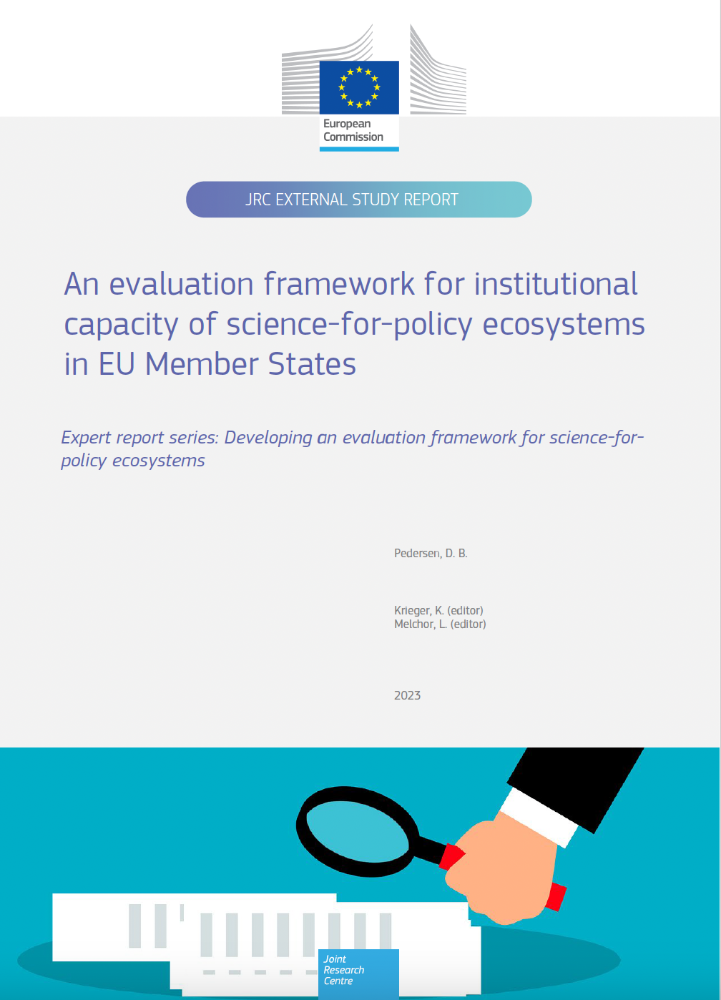 European
Commission
JRC EXTERNAL STUDY REPORT
An evaluation framework for institutional
capacity of science-for-policy ecosystems
in EU Member States
Expert report series: Developing an evaluation framework for science-for-
policy ecosystems
Pedersen, D. B.
Krieger, K. (editor)
Melchor, L. (editor)
2023
Joint
Research
Centre